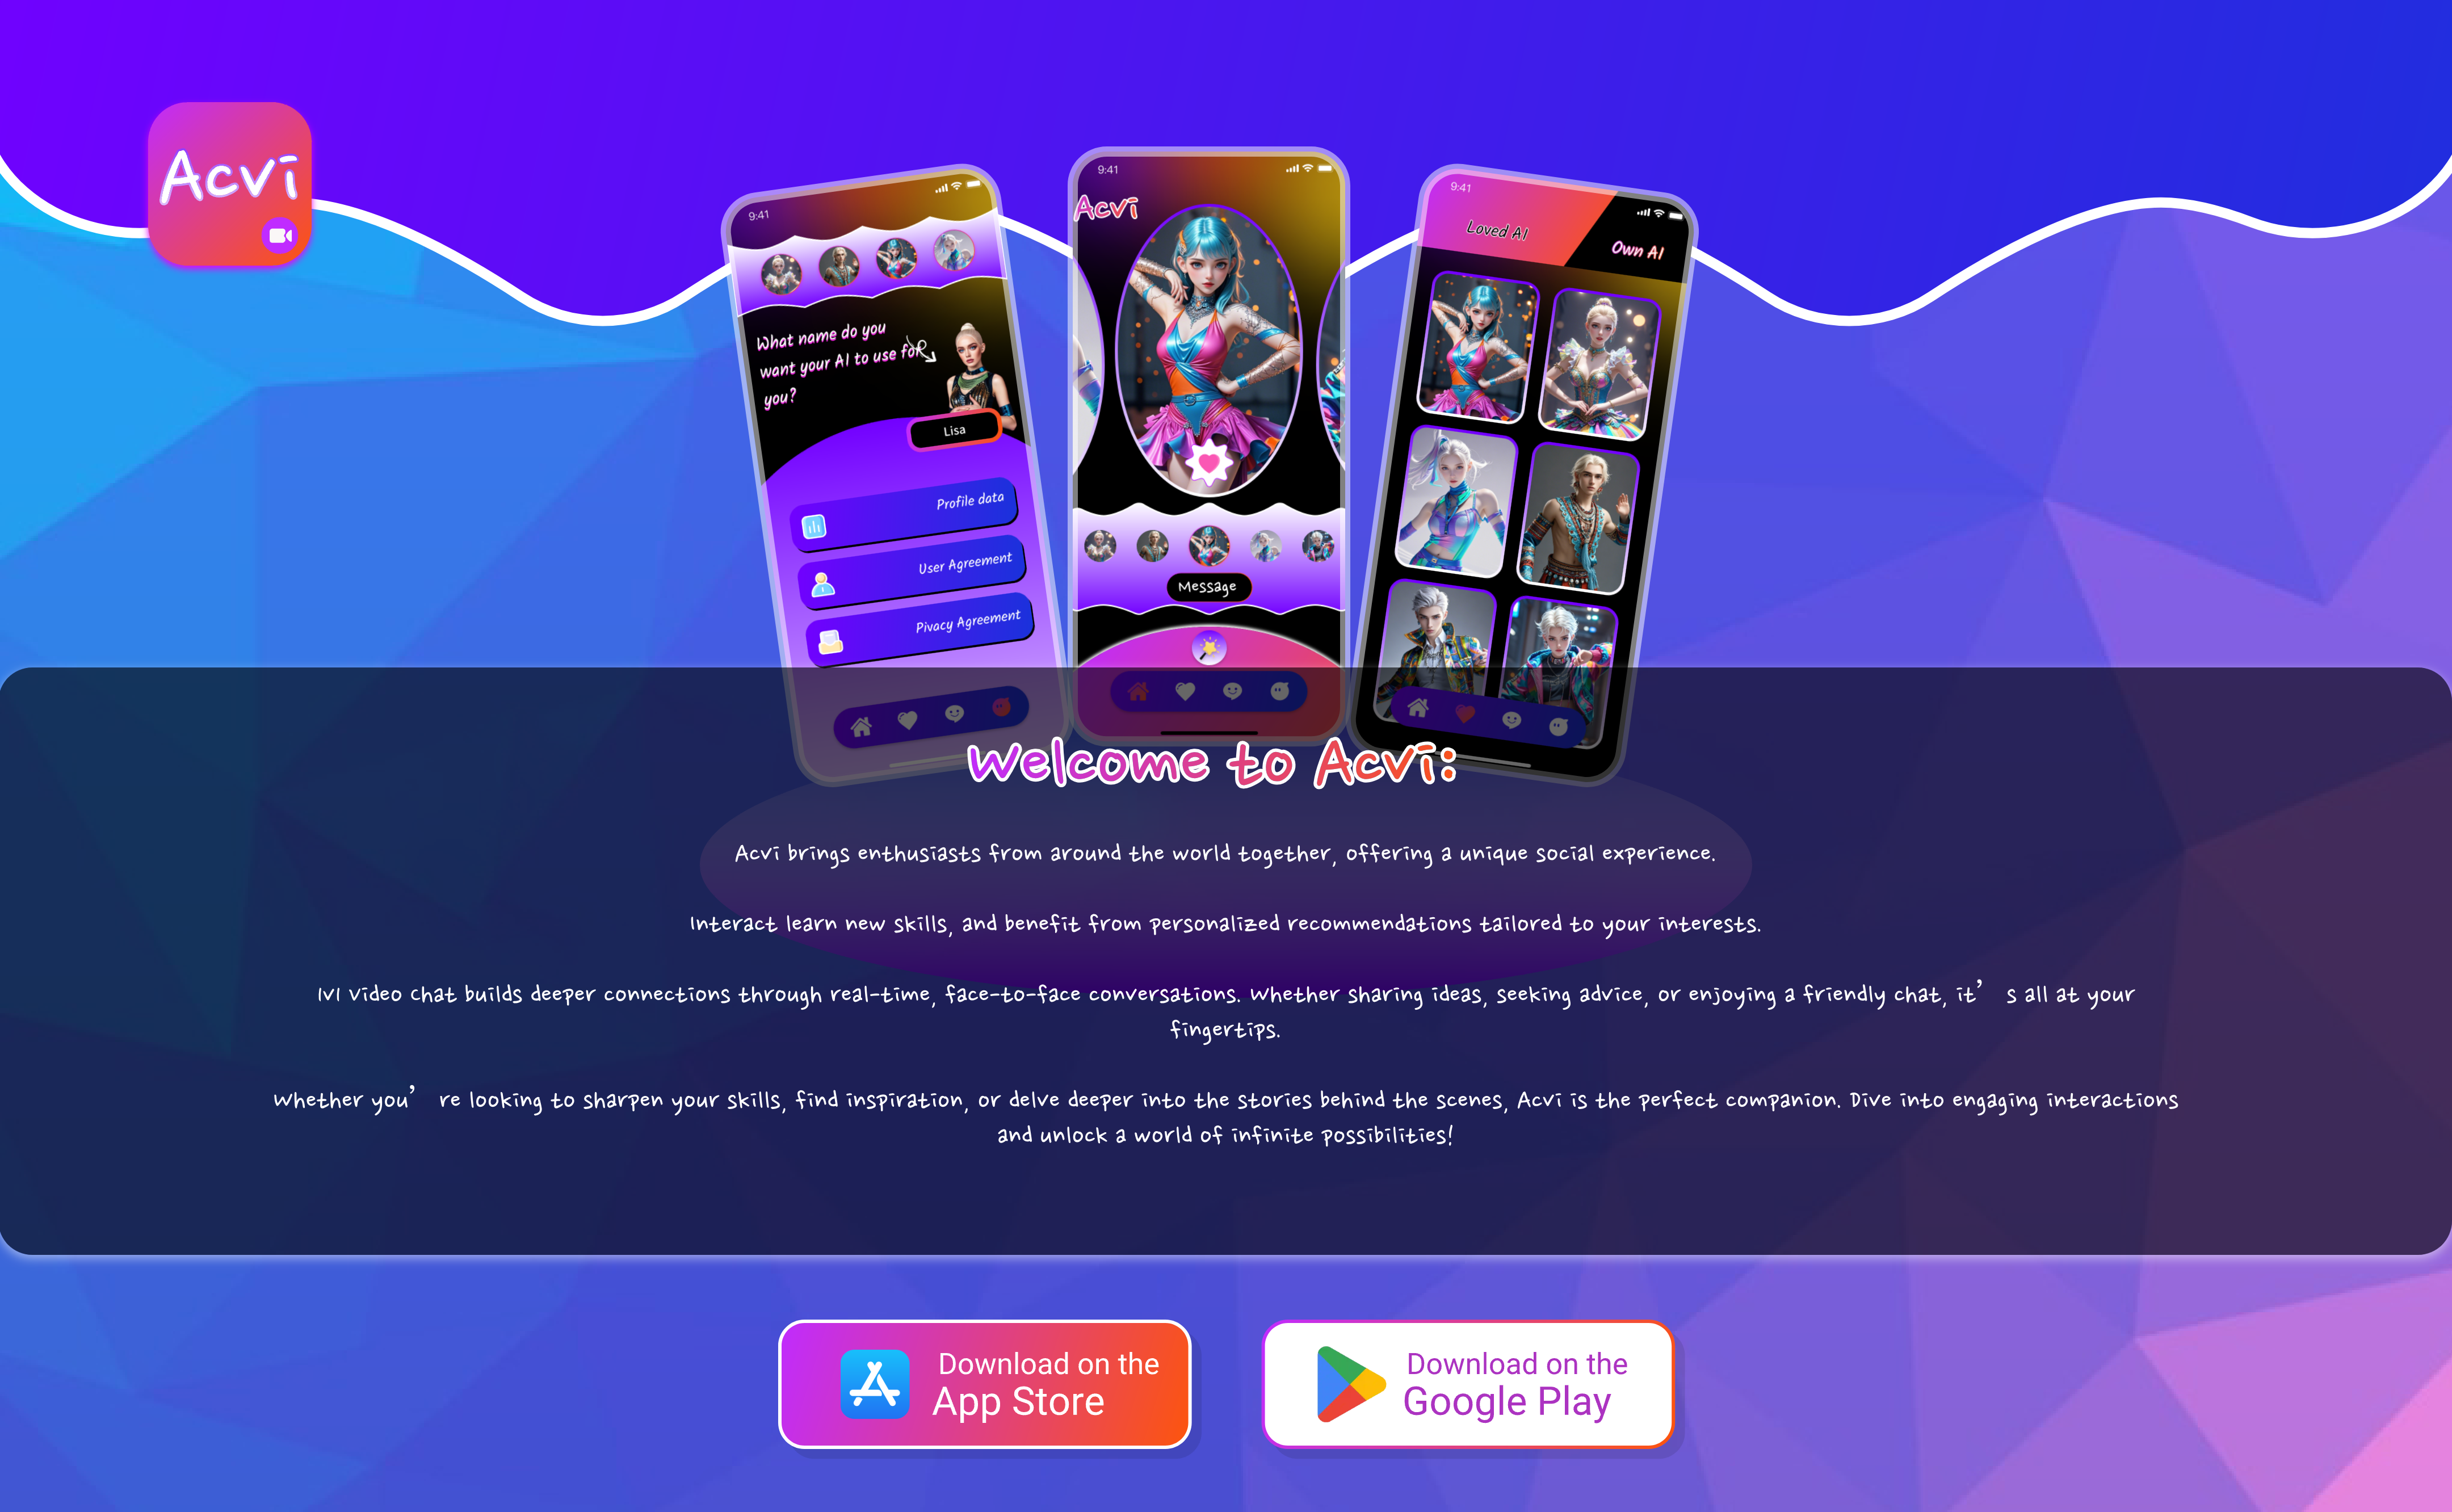 Acvi
9:41
What name do you
want your AI to use for
you?
Lisa
Profile data
User Agreement
Pivacy Agreement
9:41
Acvi
Message
9:41
Loved AI
Own AI
Welcome to Acvi:
Acvi brings enthusiasts from around the world together, offering a unique social experience.
Interact learn new skills, and benefit from personalized recommendations tailored to your interests.
1V1 Video Chat builds deeper connections through real-time, face-to-face conversations. Whether sharing ideas, seeking advice, or enjoying a friendly chat, it’s all at your
fingertips.
Whether you’re looking to sharpen your skills, find inspiration, or delve deeper into the stories behind the scenes, Acvi is the perfect companion. Dive into engaging interactions
and unlock a world of infinite possibilities!
Download on the
App Store
Download on the
Google Play